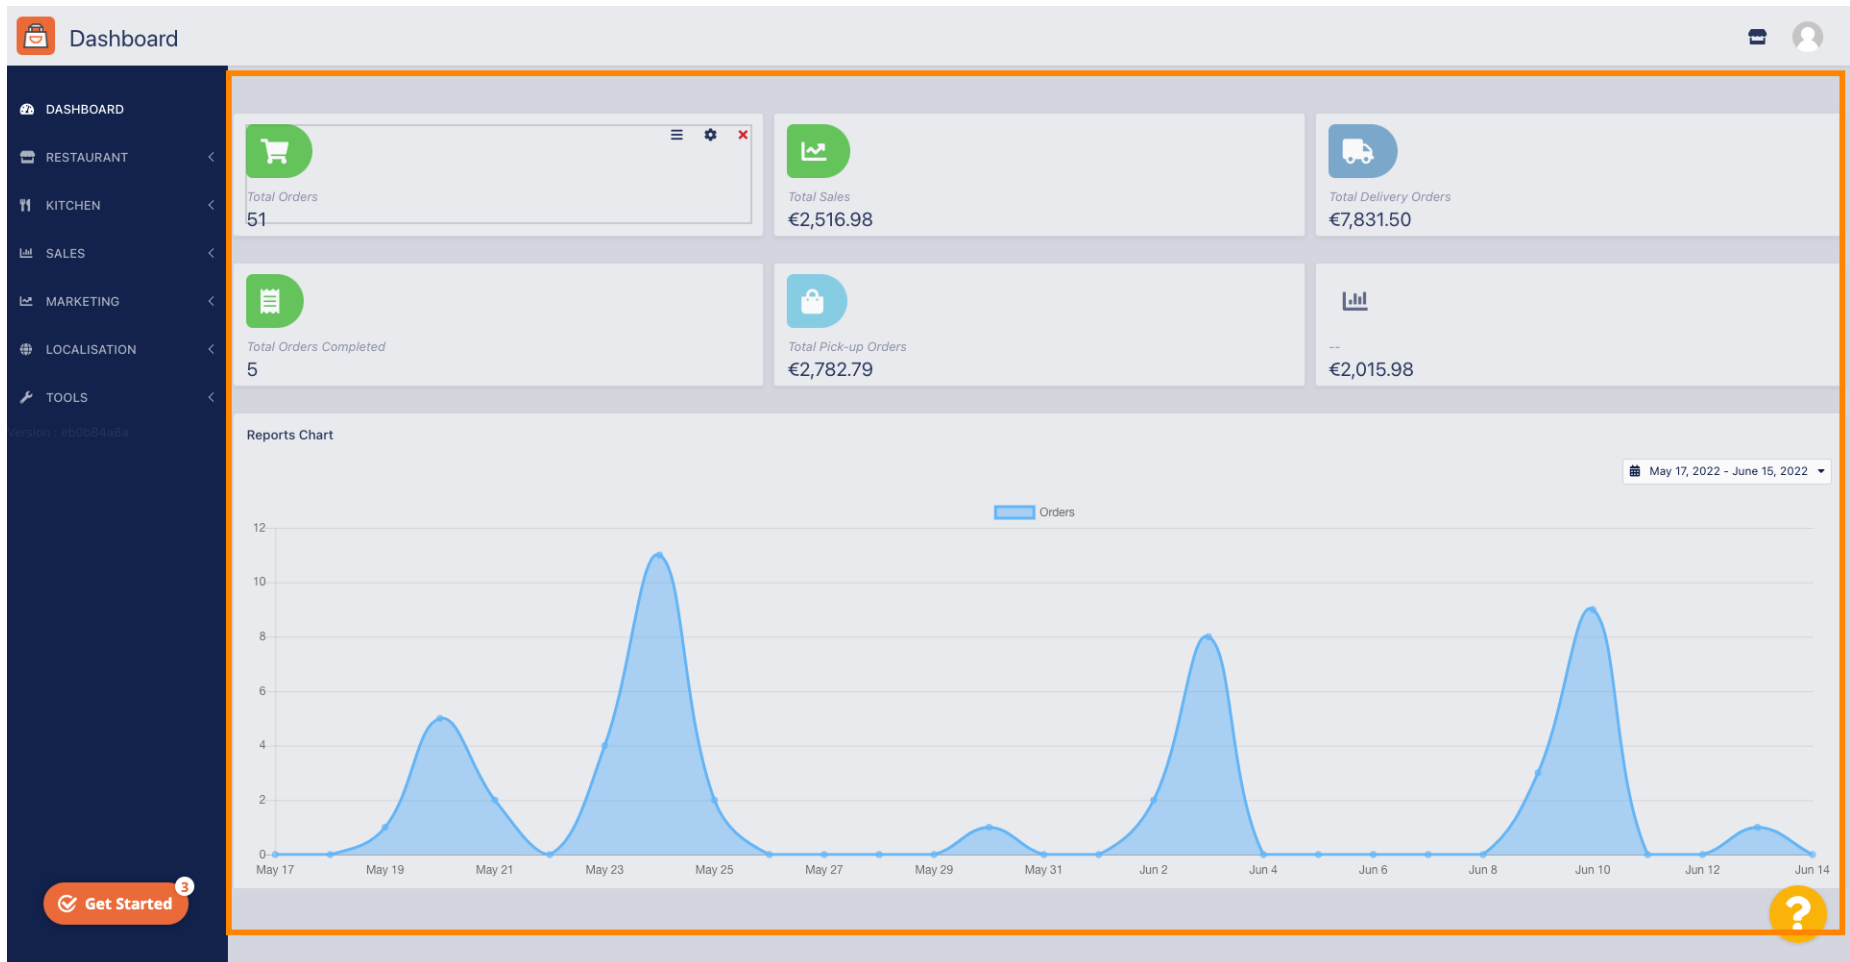 Dashboard
DASHBOARD
RESTAURANT
KITCHEN
SALES
MARKETING
LOCALISATION
TOOLS
Version : eb0b84a8a
Get Started
3
Total Orders
51
Total Sales
€2,516.98
Total Delivery Orders
€7,831.50
Total Orders Completed
5
Total Pick-up Orders
€2,782.79
--
€2,015.98
Reports Chart
May 17, 2022 - June 15, 2022
Orders
12
10
8
6
4
2
0
May 17 May 19 May 21 May 23 May 25 May 27 May 29 May 31 Jun 2 Jun 4 Jun 6 Jun 8 Jun 10 Jun 12 Jun 14
?